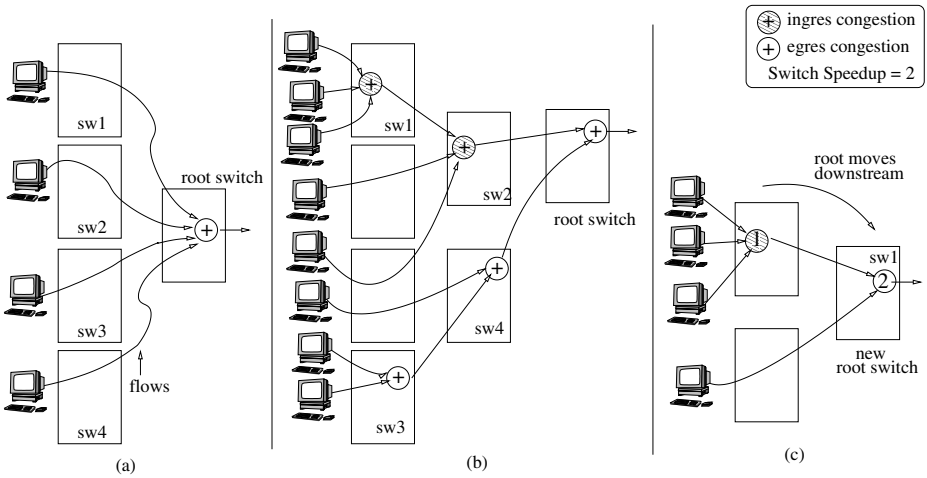 + ingres congestion
+ egres congestion
Switch Speedup = 2
sw1
sw2
sw3
sw4
root switch
+
flows
(a)
+
sw1
+
sw2
+
root switch
+
sw4
+
sw3
(b)
root moves
downstream
1
sw1
2
new
root switch
(c)